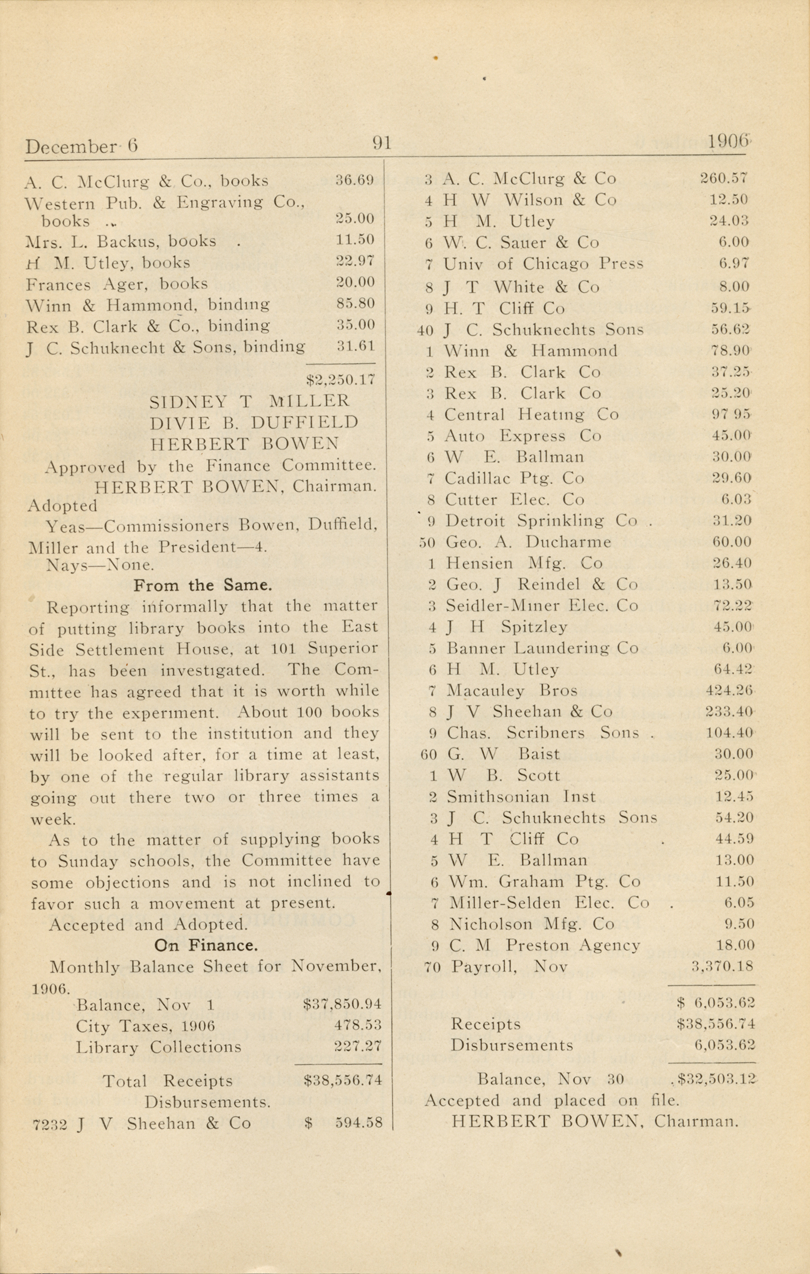 December 6 91 1906
A. C. McClurg & Co., books 36.69
Western Pub. & Engraving Co.,
books .. 25.00
Mrs. L. Backus, books . 11.50
H M. Utley, books 22.97
Frances Ager, books 20.00
Winn & Hammond, binding 85.80
Rex B. Clark & Co., binding 35.00
J C. Schuknecht & Sons, binding 31.61
$2,250.17
SIDNEY T MILLER
DIVIE B. DUFFIELD
HERBERT BOWEN
Approved by the Finance Committee.
HERBERT BOWEN, Chairman.
Adopted
Yeas—Commissioners Bowen, Duffield,
Miller and the President—4.
Nays—None.
From the Same.
Reporting informally that the matter
of putting library books into the East
Side Settlement House, at 101 Superior
St., has been investigated. The Com-
mittee has agreed that it is worth while
to try the experiment. About 100 books
will be sent to the institution and they
will be looked after, for a time at least,
by one of the regular library assistants
going out there two or three times a
week.
As to the matter of supplying books
to Sunday schools, the Committee have
some objections and is not inclined to
favor such a movement at present.
Accepted and Adopted.
On Finance.
Monthly Balance Sheet for November,
1906.
Balance, Nov 1 $37,850.94
City Taxes, 1906 478.53
Library Collections 227.27
Total Receipts $38,556.74
Disbursements.
7232 J V Sheehan & Co $ 594.58
3 A. C. McClurg & Co 260.57
4 H W Wilson & Co 12.50
5 H M. Utley 24.03
6 W. C. Sauer & Co 6.00
7 Univ of Chicago Press 6.97
8 J T White & Co 8.00
9 H. T Cliff Co 59.15
40 J C. Schuknechts Sons 56.62
1 Winn & Hammond 78.90
2 Rex B. Clark Co 37.25
3 Rex B. Clark Co 25.20
4 Central Heating Co 97 95
5 Auto Express Co 45.00
6 W E. Ballman 30.00
7 Cadillac Ptg. Co 29.60
8 Cutter Elec. Co 6.03
9 Detroit Sprinkling Co . 31.20
50 Geo. A. Ducharme 60.00
1 Hensien Mfg. Co 26.40
2 Geo. J Reindel & Co 13.50
3 Seidler-Miner Elec. Co 72.22
4 J H Spitzley 45.00
5 Banner Laundering Co 6.00
6 H M. Utley 64.42
7 Macauley Bros 424.26
8 J V Sheehan & Co 233.40
9 Chas. Scribners Sons . 104.40
60 G. W Baist 30.00
1 W B. Scott 25.00
2 Smithsonian Inst 12.45
3 J C. Schuknechts Sons 54.20
4 H T Cliff Co . 44.59
5 W E. Ballman 13.00
6 Wm. Graham Ptg. Co 11.50
7 Miller-Selden Elec. Co . 6.05
8 Nicholson Mfg. Co 9.50
9 C. M Preston Agency 18.00
70 Payroll, Nov 3,370.18
$ 6,053.62
Receipts $38,556.74
Disbursements 6,053.62
Balance, Nov 30 .$32,503.12
Accepted and placed on file.
HERBERT BOWEN, Chairman.